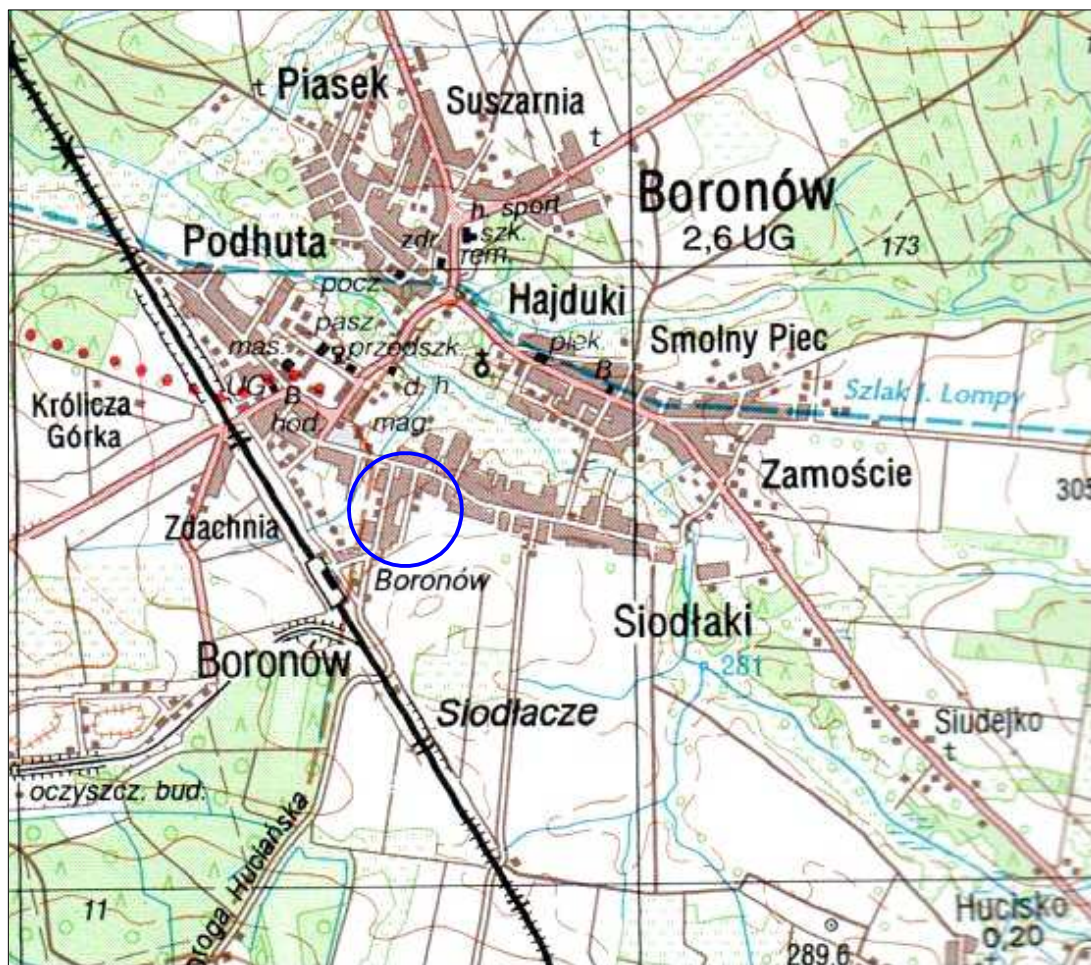 Piasek
t
Suszarnia
t
Boronów
2,6 UG
h. sport
szk.
zdr.
rem.
173
Podhuta
pocz.
Hajduki
pasz.
mas.
przedszk.
piek.
Smolny Piec
UG
B
d. h.
B
Szlak J. Lompy
Królicza
Górka
hod.
mag.
Zamoście
305
Zdachnia
Boronów
Siodłaki
Boronów
281
Siodłacze
Siudejko
t
oczyszcz. bud.
Droga Huciańska
11
Hucisko
0,20
289,6